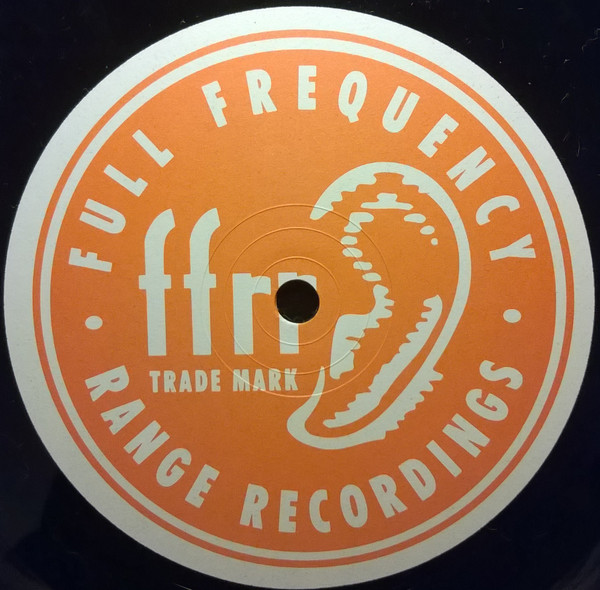 FULL FREQUENCY
ffrr
TRADE MARK
RANGE RECORDINGS